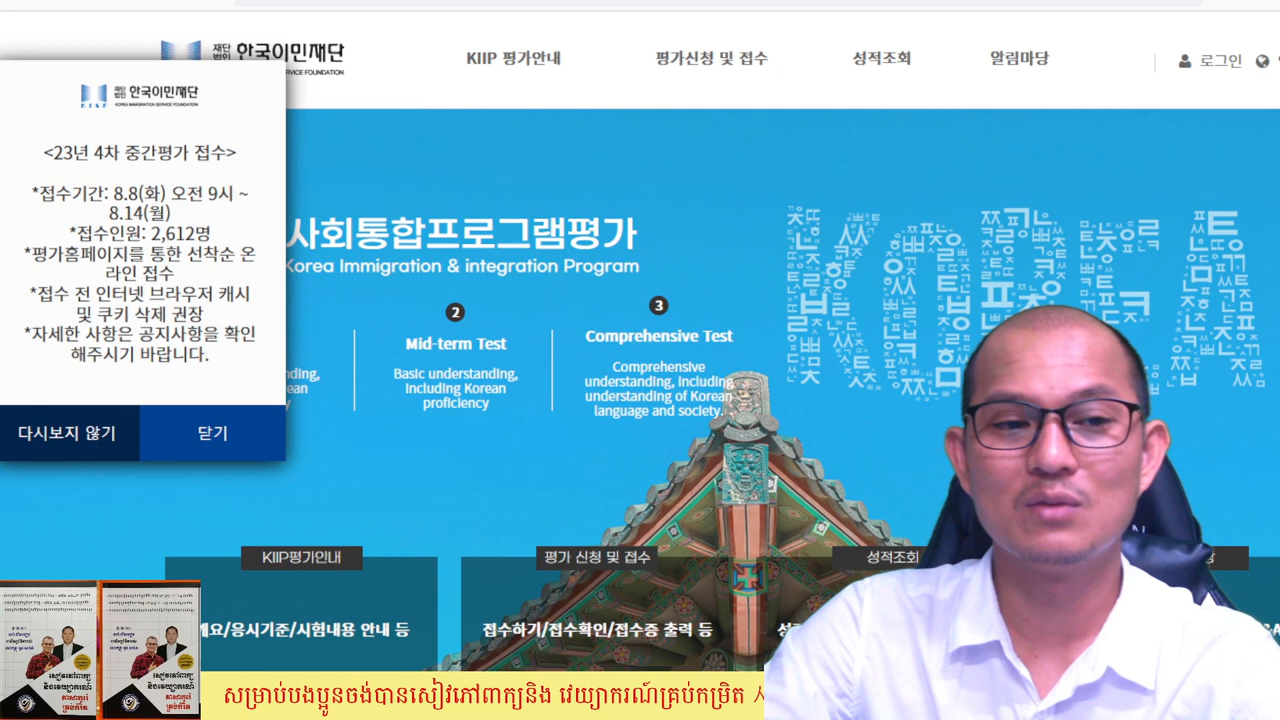 재단법인 한국이민재단
KIIP 평가안내
평가신청 및 접수
성적조회
알림마당
로그인
RVICE FOUNDATION
재단법인 한국이민재단
KISF
KOREA IMMIGRATION SERVICE FOUNDATION
<23년 4차 중간평가 접수>
*접수기간: 8.8(화) 오전 9시 ~
8.14(월)
*접수인원: 2,612명
*평가홈페이지를 통한 선착순 온
라인 접수
*접수 전 인터넷 브라우저 캐시
및 쿠키 삭제 권장
*자세한 사항은 공지사항을 확인
해주시기 바랍니다.
다시보지 않기
닫기
사회통합프로그램평가
Korea Immigration & integration Program
KOREA
2
Mid-term Test
Basic understanding,
Including Korean
proficiency
3
Comprehensive Test
Comprehensive
understanding, including
understanding of Korean
language and society.
KIIP평가안내
개요/응시기준/시험내용 안내 등
평가 신청 및 접수
접수하기/접수확인/접수증 출력 등
성적조회
សម្រាប់បងប្អូនចង់បានសៀវភៅពាក្យនិង វេយ្យាករណ៍គ្រប់កម្រិត